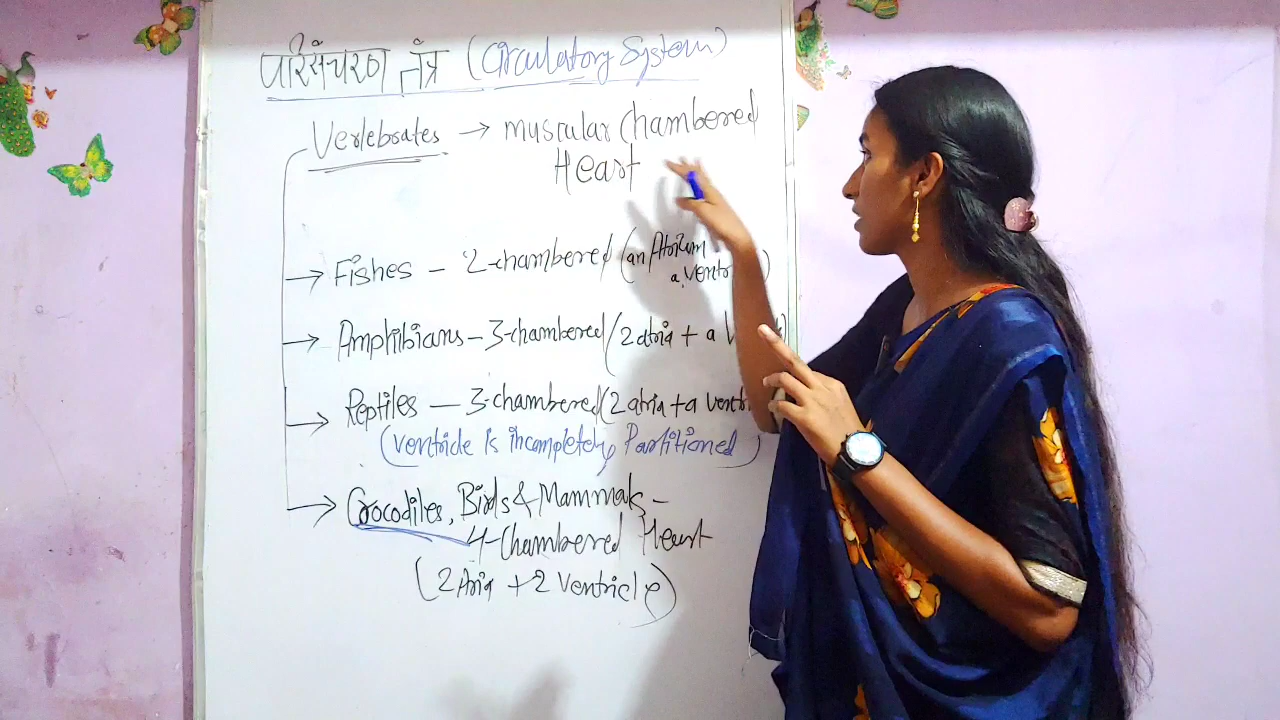 परिसंचरण तंत्र (Circulatory System)
Vertebrates → muscular chambered
Heart
→ Fishes – 2-chambered (an Atrium
a ventr )
→ Amphibians – 3-chambered (2 atria + a V
→ Reptiles – 3-chambered (2 atria + a ventri
(ventricle is incompletely Partitioned)
→ Crocodiles, Birds & Mammals –
4-Chambered Heart
(2 Atria + 2 Ventricle)